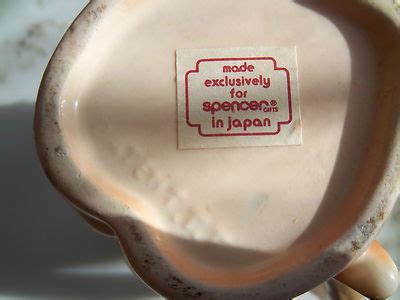 made
exclusively
for
spencer® GIFTS
in japan